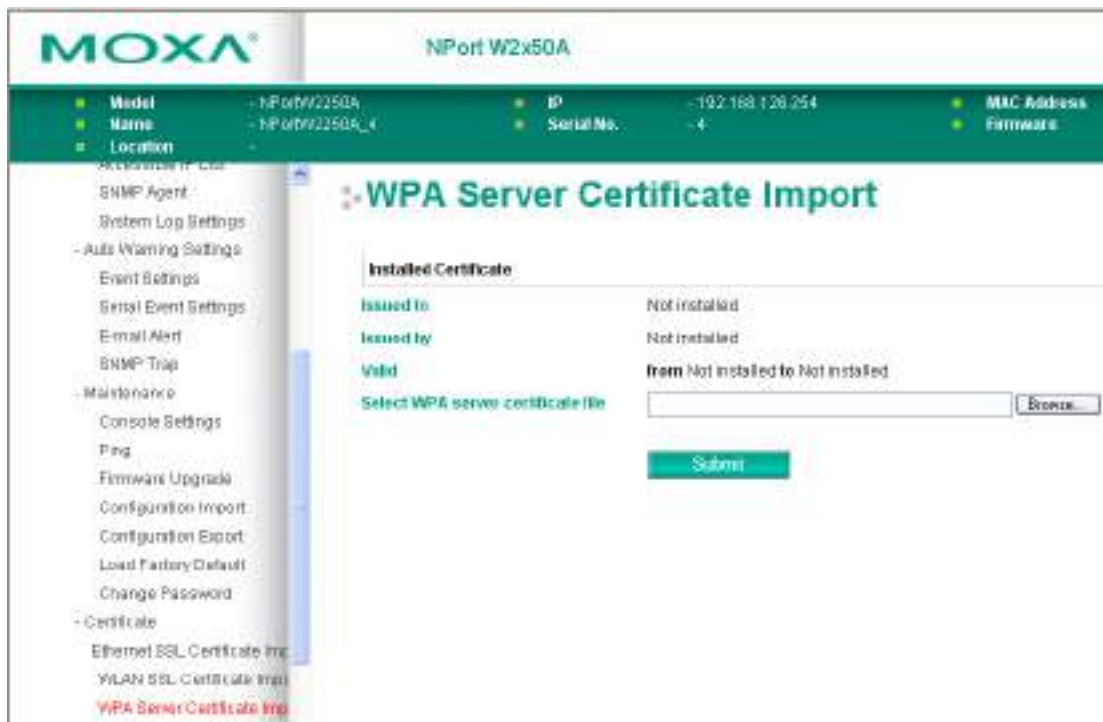 MOXA®
NPort W2x50A
Model - NPortW2250A IP - 192.168.126.254 MAC Address
Name - NPortW2250A_4 Serial No. - 4 Firmware
Location -
SNMP Agent
System Log Settings
- Auto Warning Settings
Event Settings
Serial Event Settings
E-mail Alert
SNMP Trap
- Maintenance
Console Settings
Ping
Firmware Upgrade
Configuration Import
Configuration Export
Load Factory Default
Change Password
- Certificate
Ethernet SSL Certificate Imp
WLAN SSL Certificate Imp
WPA Server Certificate Imp
WPA Server Certificate Import
Installed Certificate
Issued to Not installed
Issued by Not installed
Valid from Not installed to Not installed
Select WPA server certificate file Browse...
Submit